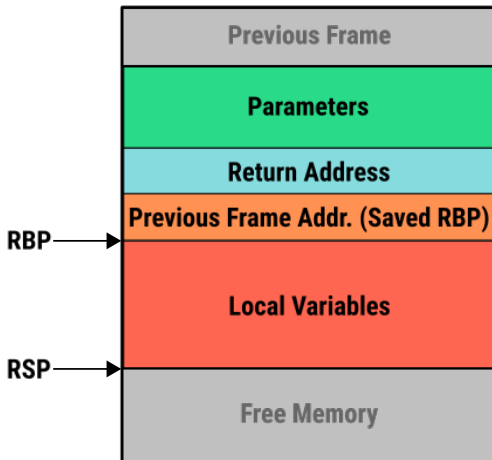 Previous Frame
Parameters
Return Address
Previous Frame Addr. (Saved RBP)
RBP
Local Variables
RSP
Free Memory